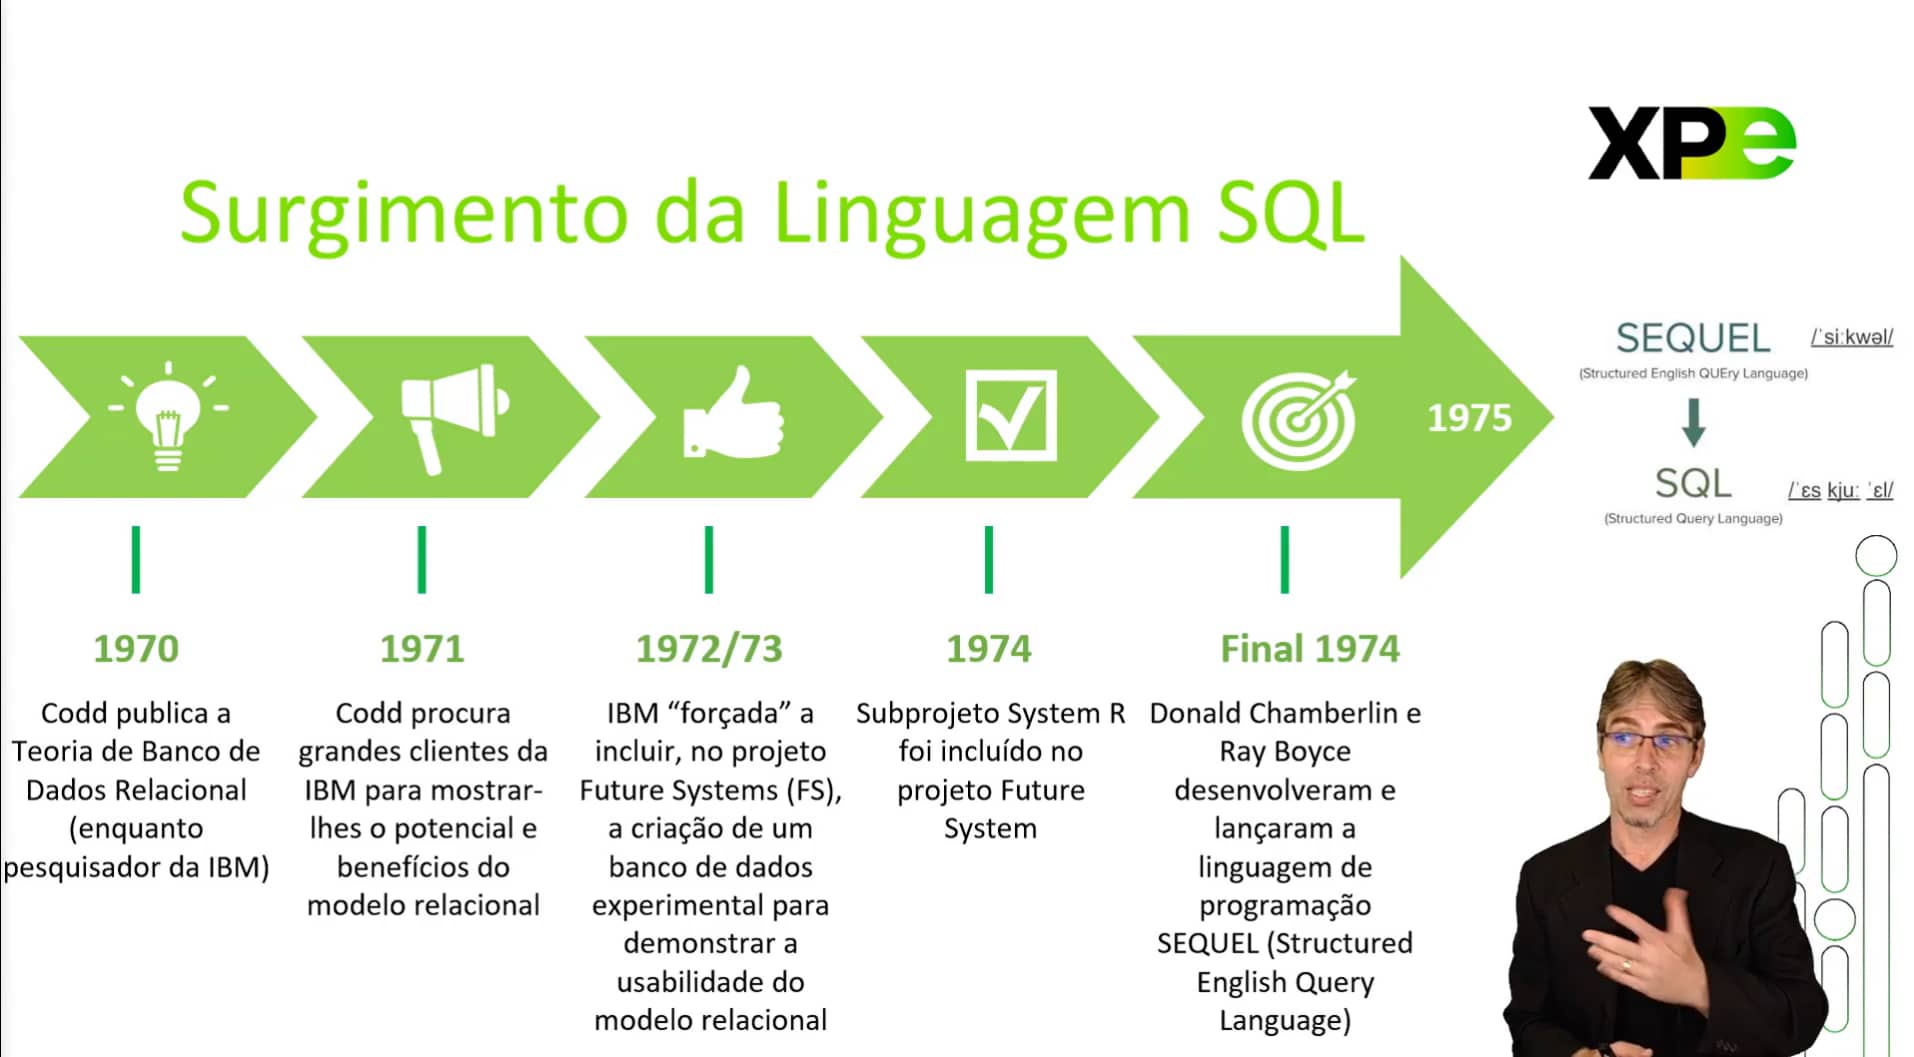 XPe
Surgimento da Linguagem SQL
1975
SEQUEL /ˈsiːkwəl/
(Structured English QUEry Language)
SQL /ˈɛs kjuː ˈɛl/
(Structured Query Language)
1970
Codd publica a
Teoria de Banco de
Dados Relacional
(enquanto
pesquisador da IBM)
1971
Codd procura
grandes clientes da
IBM para mostrar-
lhes o potencial e
benefícios do
modelo relacional
1972/73
IBM “forçada” a
incluir, no projeto
Future Systems (FS),
a criação de um
banco de dados
experimental para
demonstrar a
usabilidade do
modelo relacional
1974
Subprojeto System R
foi incluído no
projeto Future
System
Final 1974
Donald Chamberlin e
Ray Boyce
desenvolveram e
lançaram a
linguagem de
programação
SEQUEL (Structured
English Query
Language)